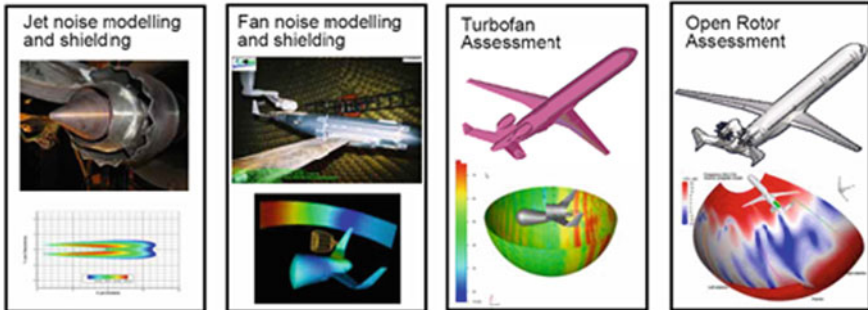 Jet noise modelling
and shielding
Fan noise modelling
and shielding
Turbofan
Assessment
Open Rotor
Assessment